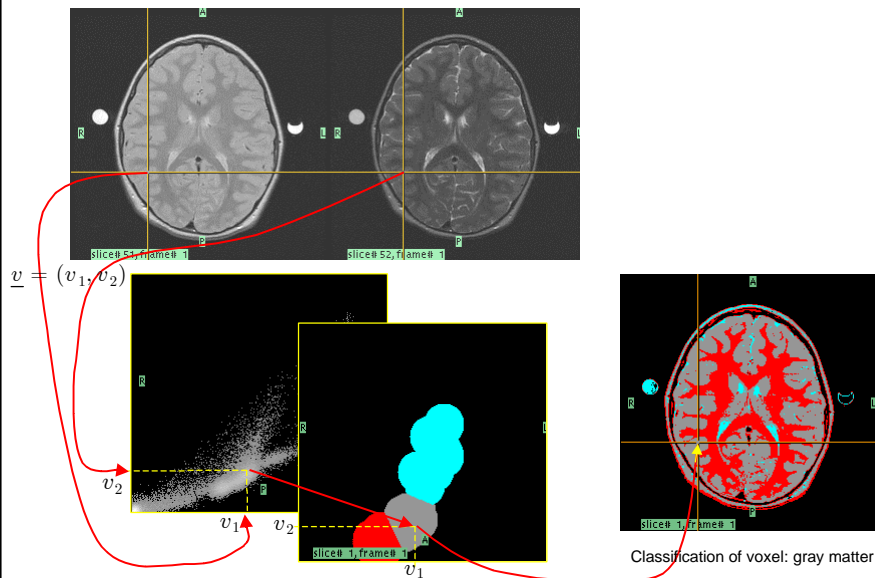 A
A
R
L
R
L
P
P
slice# 51,frame# 1
slice# 52,frame# 1
v = (v₁, v₂)
A
R
R
L
R
L
v₂
P
v₁
v₂
A
slice# 1,frame# 1
v₁
P
slice# 1,frame# 1
Classification of voxel: gray matter